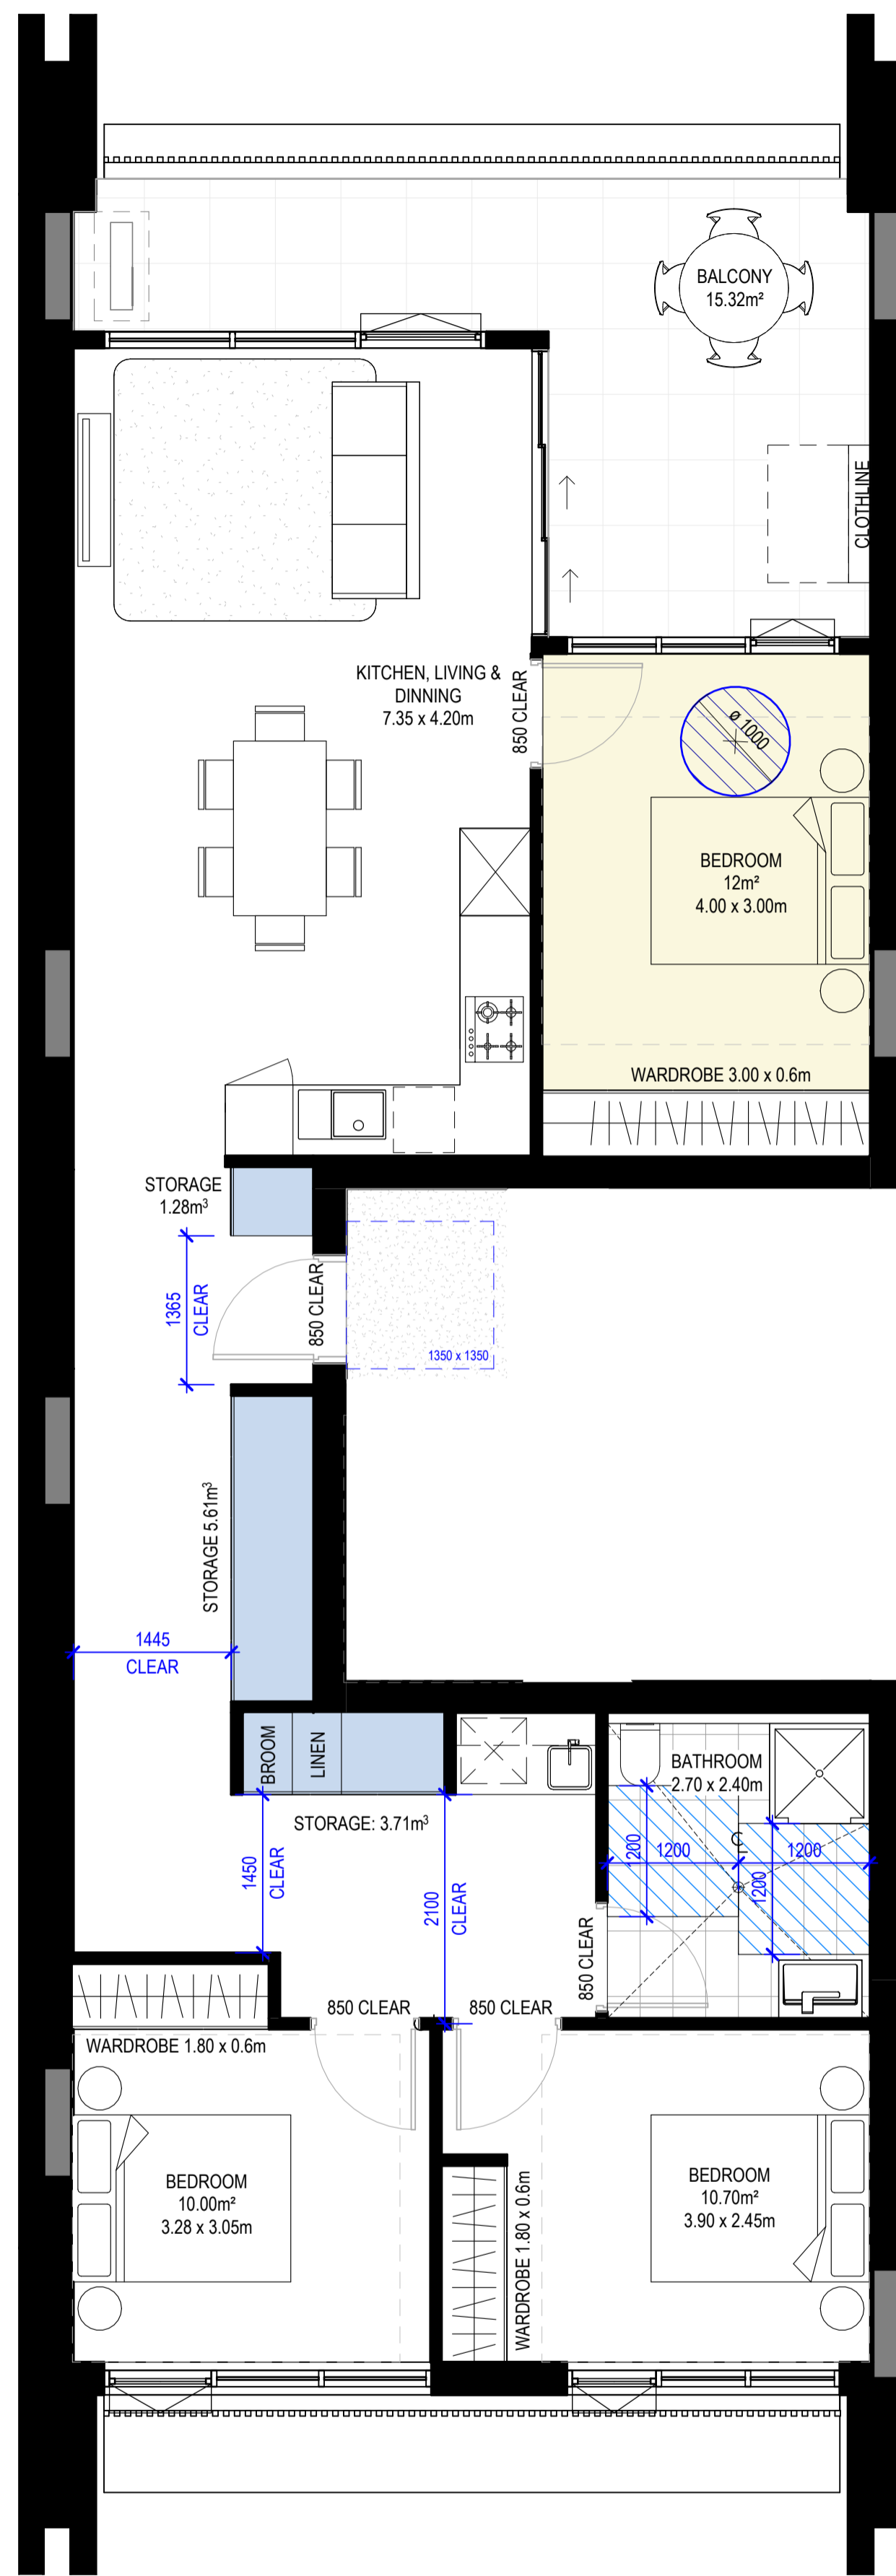 BALCONY
15.32m²
CLOTHLINE
KITCHEN, LIVING &
DINNING
7.35 x 4.20m
850 CLEAR
ø 1000
BEDROOM
12m²
4.00 x 3.00m
WARDROBE 3.00 x 0.6m
STORAGE
1.28m³
1365
CLEAR
850 CLEAR
1350 x 1350
STORAGE 5.61m³
1445
CLEAR
BROOM
LINEN
BATHROOM
2.70 x 2.40m
STORAGE: 3.71m³
1450
CLEAR
2100
CLEAR
1200
1200
CL
1200
1200
850 CLEAR
850 CLEAR
850 CLEAR
WARDROBE 1.80 x 0.6m
BEDROOM
10.00m²
3.28 x 3.05m
WARDROBE 1.80 x 0.6m
BEDROOM
10.70m²
3.90 x 2.45m